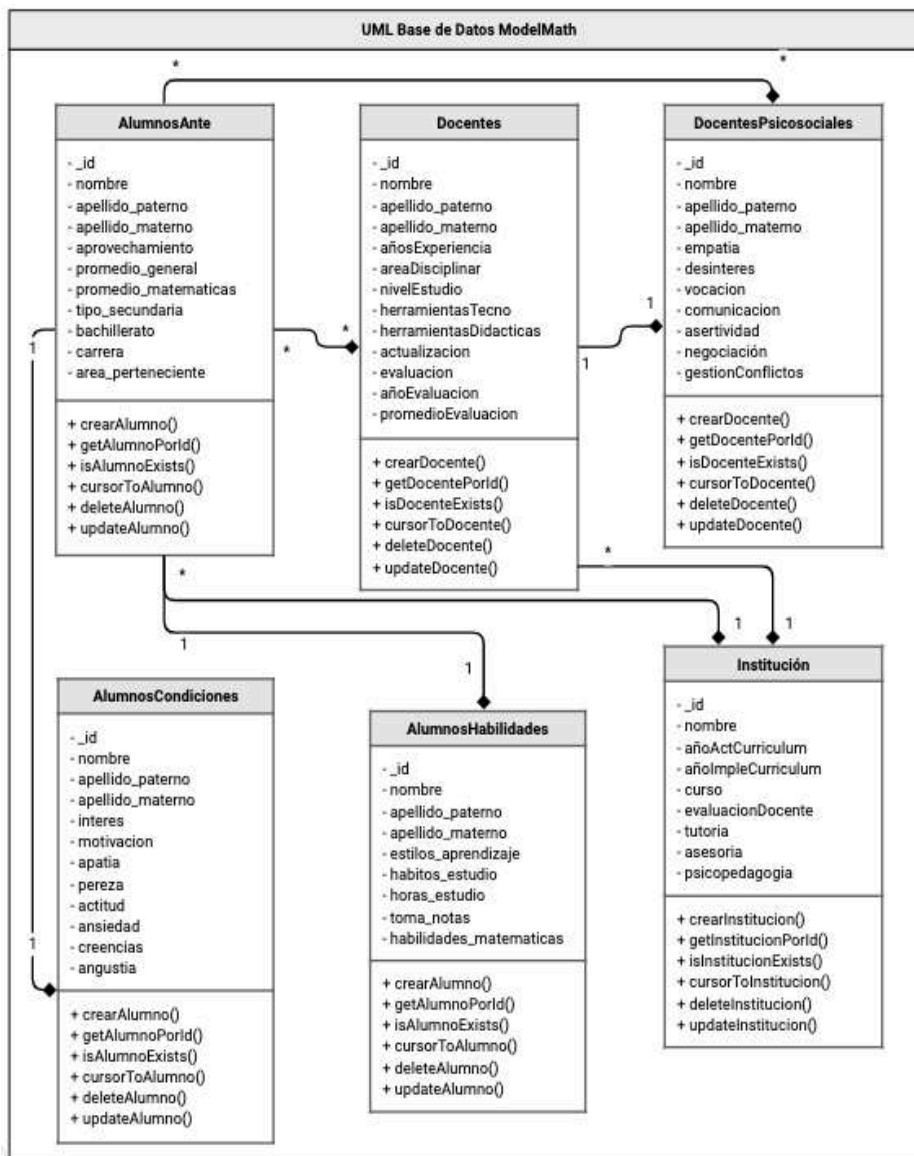 UML Base de Datos ModelMath
*
*
AlumnosAnte
- _id
- nombre
- apellido_paterno
- apellido_materno
- aprovechamiento
- promedio_general
- promedio_matematicas
- tipo_secundaria
- bachillerato
- carrera
- area_perteneciente
+ crearAlumno()
+ getAlumnoPorId()
+ isAlumnoExists()
+ cursorToAlumno()
+ deleteAlumno()
+ updateAlumno()
Docentes
- _id
- nombre
- apellido_paterno
- apellido_materno
- añosExperiencia
- areaDisciplinar
- nivelEstudio
- herramientasTecno
- herramientasDidacticas
- actualizacion
- evaluacion
- añoEvaluacion
- promedioEvaluacion
+ crearDocente()
+ getDocentePorId()
+ isDocenteExists()
+ cursorToDocente()
+ deleteDocente()
+ updateDocente()
DocentesPsicosociales
- _id
- nombre
- apellido_paterno
- apellido_materno
- empatia
- desinteres
- vocacion
- comunicacion
- asertividad
- negociación
- gestionConflictos
+ crearDocente()
+ getDocentePorId()
+ isDocenteExists()
+ cursorToDocente()
+ deleteDocente()
+ updateDocente()
*
*
1
1
1
*
*
1
1
1
1
1
AlumnosCondiciones
- _id
- nombre
- apellido_paterno
- apellido_materno
- interes
- motivacion
- apatia
- pereza
- actitud
- ansiedad
- creencias
- angustia
+ crearAlumno()
+ getAlumnoPorId()
+ isAlumnoExists()
+ cursorToAlumno()
+ deleteAlumno()
+ updateAlumno()
AlumnosHabilidades
- _id
- nombre
- apellido_paterno
- apellido_materno
- estilos_aprendizaje
- habitos_estudio
- horas_estudio
- toma_notas
- habilidades_matematicas
+ crearAlumno()
+ getAlumnoPorId()
+ isAlumnoExists()
+ cursorToAlumno()
+ deleteAlumno()
+ updateAlumno()
Institución
- _id
- nombre
- añoActCurriculum
- añoImpleCurriculum
- curso
- evaluacionDocente
- tutoria
- asesoria
- psicopedagogia
+ crearInstitucion()
+ getInstitucionPorId()
+ isInstitucionExists()
+ cursorToInstitucion()
+ deleteInstitucion()
+ updateInstitucion()